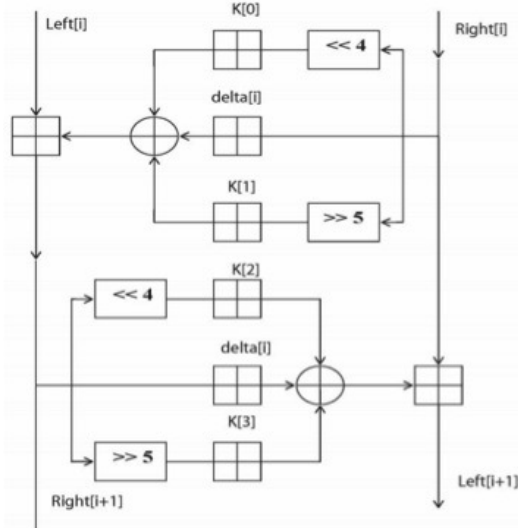 K[0]
Left[i]
Right[i]
<< 4
delta[i]
K[1]
>> 5
K[2]
<< 4
delta[i]
K[3]
>> 5
Left[i+1]
Right[i+1]